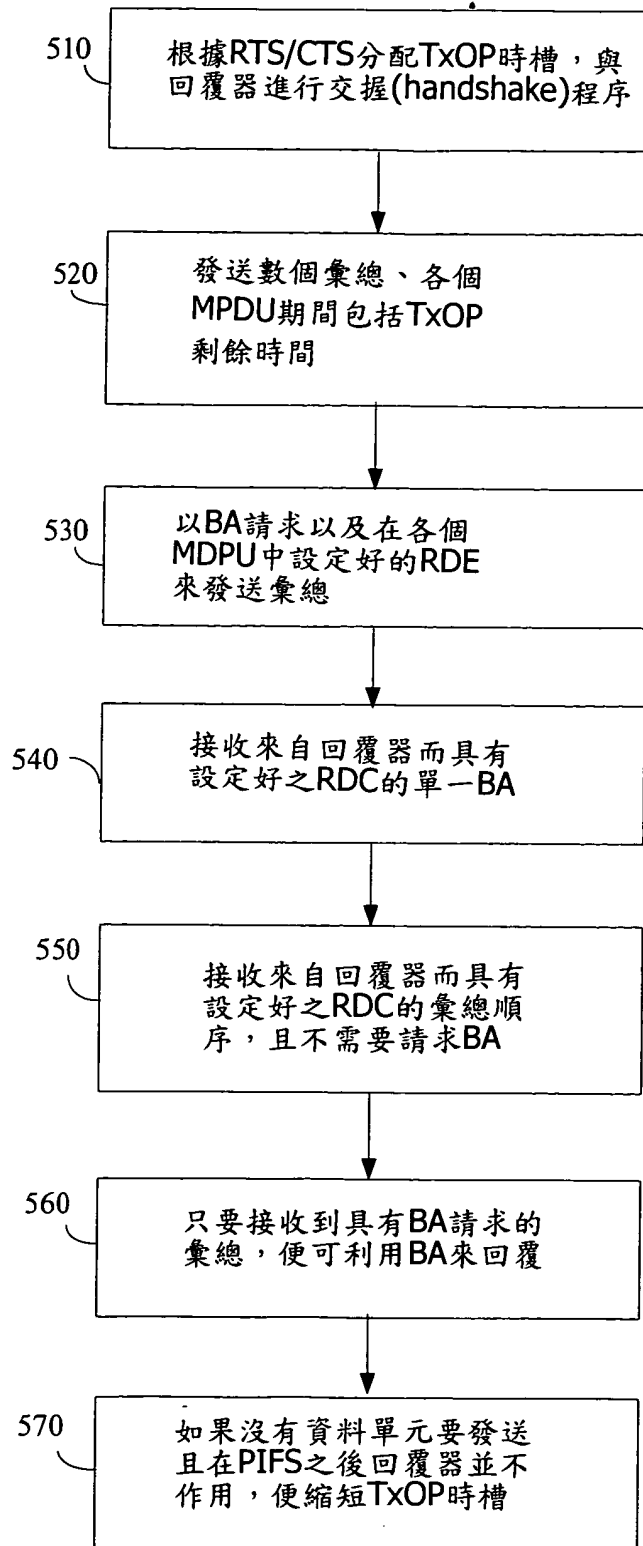 510
根據RTS/CTS分配TxOP時槽，與
回覆器進行交握(handshake)程序
520
發送數個彙總、各個
MPDU期間包括TxOP
剩餘時間
530
以BA請求以及在各個
MDPU中設定好的RDE
來發送彙總
540
接收來自回覆器而具有
設定好之RDC的單一BA
550
接收來自回覆器而具有
設定好之RDC的彙總順
序，且不需要請求BA
560
只要接收到具有BA請求的
彙總，便可利用BA來回覆
570
如果沒有資料單元要發送
且在PIFS之後回覆器並不
作用，便縮短TxOP時槽